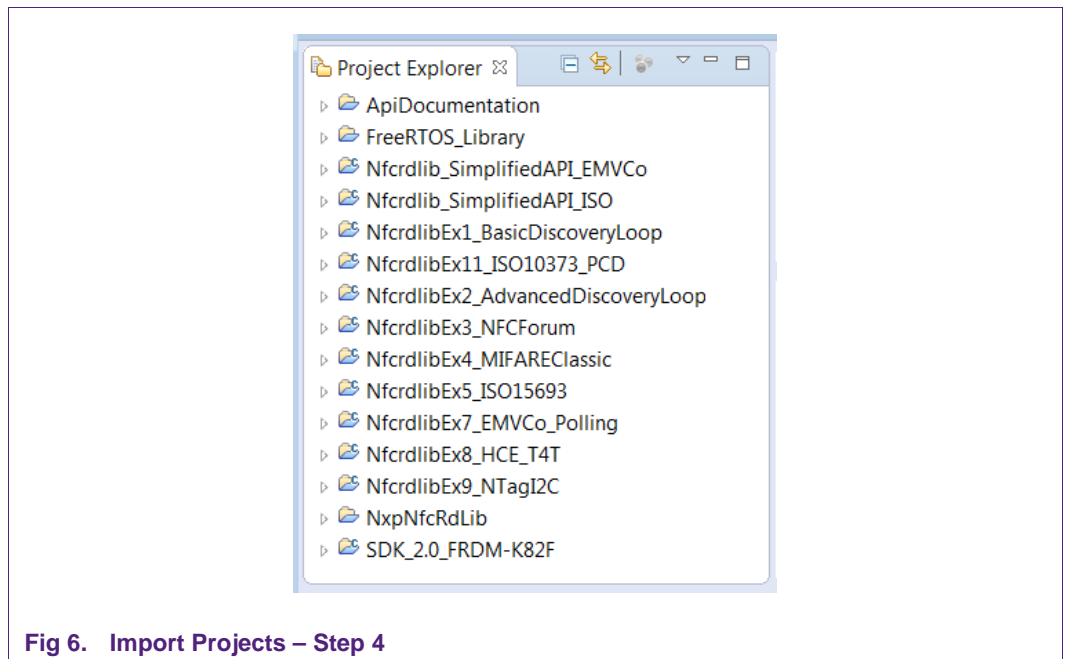 Project Explorer
ApiDocumentation
FreeRTOS_Library
Nfcrdlib_SimplifiedAPI_EMVCo
Nfcrdlib_SimplifiedAPI_ISO
NfcrdlibEx1_BasicDiscoveryLoop
NfcrdlibEx11_ISO10373_PCD
NfcrdlibEx2_AdvancedDiscoveryLoop
NfcrdlibEx3_NFCForum
NfcrdlibEx4_MIFAREClassic
NfcrdlibEx5_ISO15693
NfcrdlibEx7_EMVCo_Polling
NfcrdlibEx8_HCE_T4T
NfcrdlibEx9_NTagI2C
NxpNfcRdLib
SDK_2.0_FRDM-K82F
Fig 6. Import Projects – Step 4